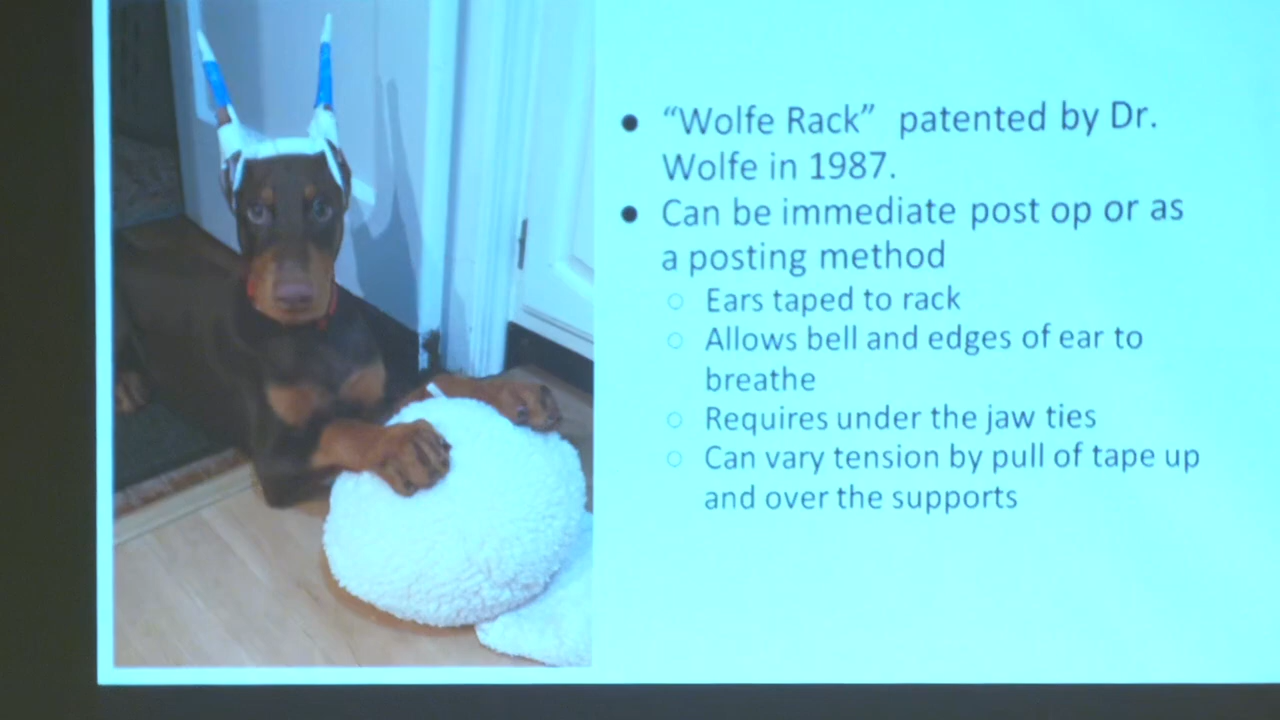 ● “Wolfe Rack” patented by Dr.
Wolfe in 1987.
● Can be immediate post op or as
a posting method
○ Ears taped to rack
○ Allows bell and edges of ear to
breathe
○ Requires under the jaw ties
○ Can vary tension by pull of tape up
and over the supports